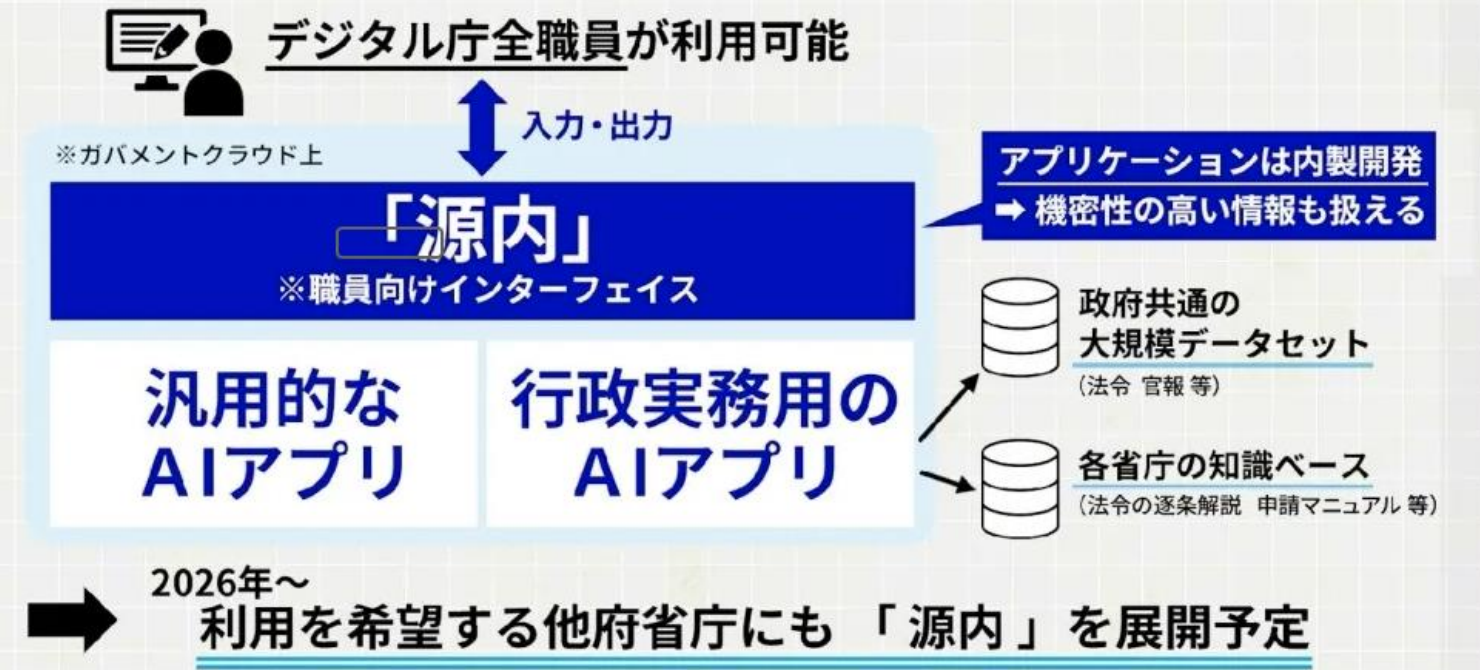 デジタル庁全職員が利用可能
入力・出力
※ガバメントクラウド上
「源内」
※職員向けインターフェイス
アプリケーションは内製開発
➡ 機密性の高い情報も扱える
汎用的な
AIアプリ
行政実務用の
AIアプリ
政府共通の
大規模データセット
(法令 官報 等)
各省庁の知識ベース
(法令の逐条解説 申請マニュアル 等)
2026年～
利用を希望する他府省庁にも 「 源内 」 を展開予定